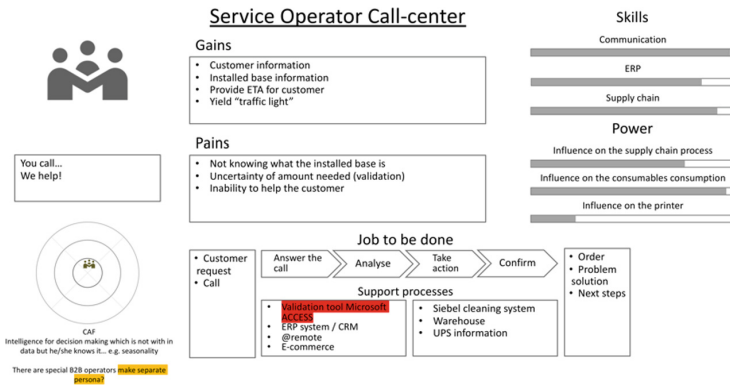 Service Operator Call-center
Gains
• Customer information
• Installed base information
• Provide ETA for customer
• Yield “traffic light”
Pains
• Not knowing what the installed base is
• Uncertainty of amount needed (validation)
• Inability to help the customer
You call…
We help!
CAF
Intelligence for decision making which is not with in
data but he/she knows it… e.g. seasonality
There are special B2B operators make separate
persona?
Job to be done
• Customer
request
• Call
Answer the
call
Analyse
Take
action
Confirm
• Order
• Problem
solution
• Next steps
Support processes
• Validation tool Microsoft
ACCESS
• ERP system / CRM
• @remote
• E-commerce
• Siebel cleaning system
• Warehouse
• UPS information
Skills
Communication
ERP
Supply chain
Power
Influence on the supply chain process
Influence on the consumables consumption
Influence on the printer